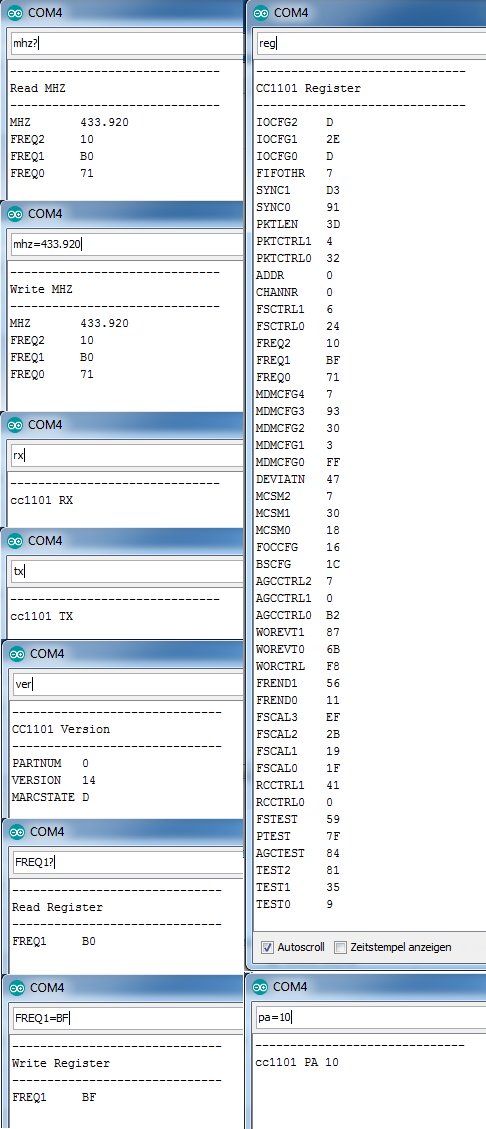 COM4
mhz?
------------------------------
Read MHZ
------------------------------
MHZ 433.920
FREQ2 10
FREQ1 B0
FREQ0 71
COM4
mhz=433.920
------------------------------
Write MHZ
------------------------------
MHZ 433.920
FREQ2 10
FREQ1 B0
FREQ0 71
COM4
rx
------------------------------
cc1101 RX
COM4
tx
------------------------------
cc1101 TX
COM4
ver
------------------------------
CC1101 Version
------------------------------
PARTNUM 0
VERSION 14
MARCSTATE D
COM4
FREQ1?
------------------------------
Read Register
------------------------------
FREQ1 B0
COM4
FREQ1=BF
------------------------------
Write Register
------------------------------
FREQ1 BF
COM4
reg
------------------------------
CC1101 Register
------------------------------
IOCFG2 D
IOCFG1 2E
IOCFG0 D
FIFOTHR 7
SYNC1 D3
SYNC0 91
PKTLEN 3D
PKTCTRL1 4
PKTCTRL0 32
ADDR 0
CHANNR 0
FSCTRL1 6
FSCTRL0 24
FREQ2 10
FREQ1 BF
FREQ0 71
MDMCFG4 7
MDMCFG3 93
MDMCFG2 30
MDMCFG1 3
MDMCFG0 FF
DEVIATN 47
MCSM2 7
MCSM1 30
MCSM0 18
FOCCFG 16
BSCFG 1C
AGCCTRL2 7
AGCCTRL1 0
AGCCTRL0 B2
WOREVT1 87
WOREVT0 6B
WORCTRL F8
FREND1 56
FREND0 11
FSCAL3 EF
FSCAL2 2B
FSCAL1 19
FSCAL0 1F
RCCTRL1 41
RCCTRL0 0
FSTEST 59
PTEST 7F
AGCTEST 84
TEST2 81
TEST1 35
TEST0 9
Autoscroll Zeitstempel anzeigen
COM4
pa=10
------------------------------
cc1101 PA 10